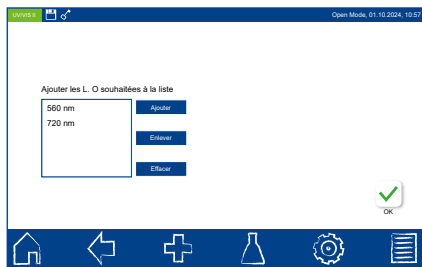 UV/VIS II
Open Mode, 01.10.2024, 10:57
Ajouter les L. O souhaitées à la liste
560 nm
Ajouter
720 nm
Enlever
Effacer
OK